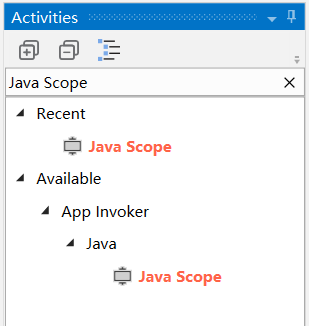 Activities
Java Scope
Recent
Java Scope
Available
App Invoker
Java
Java Scope